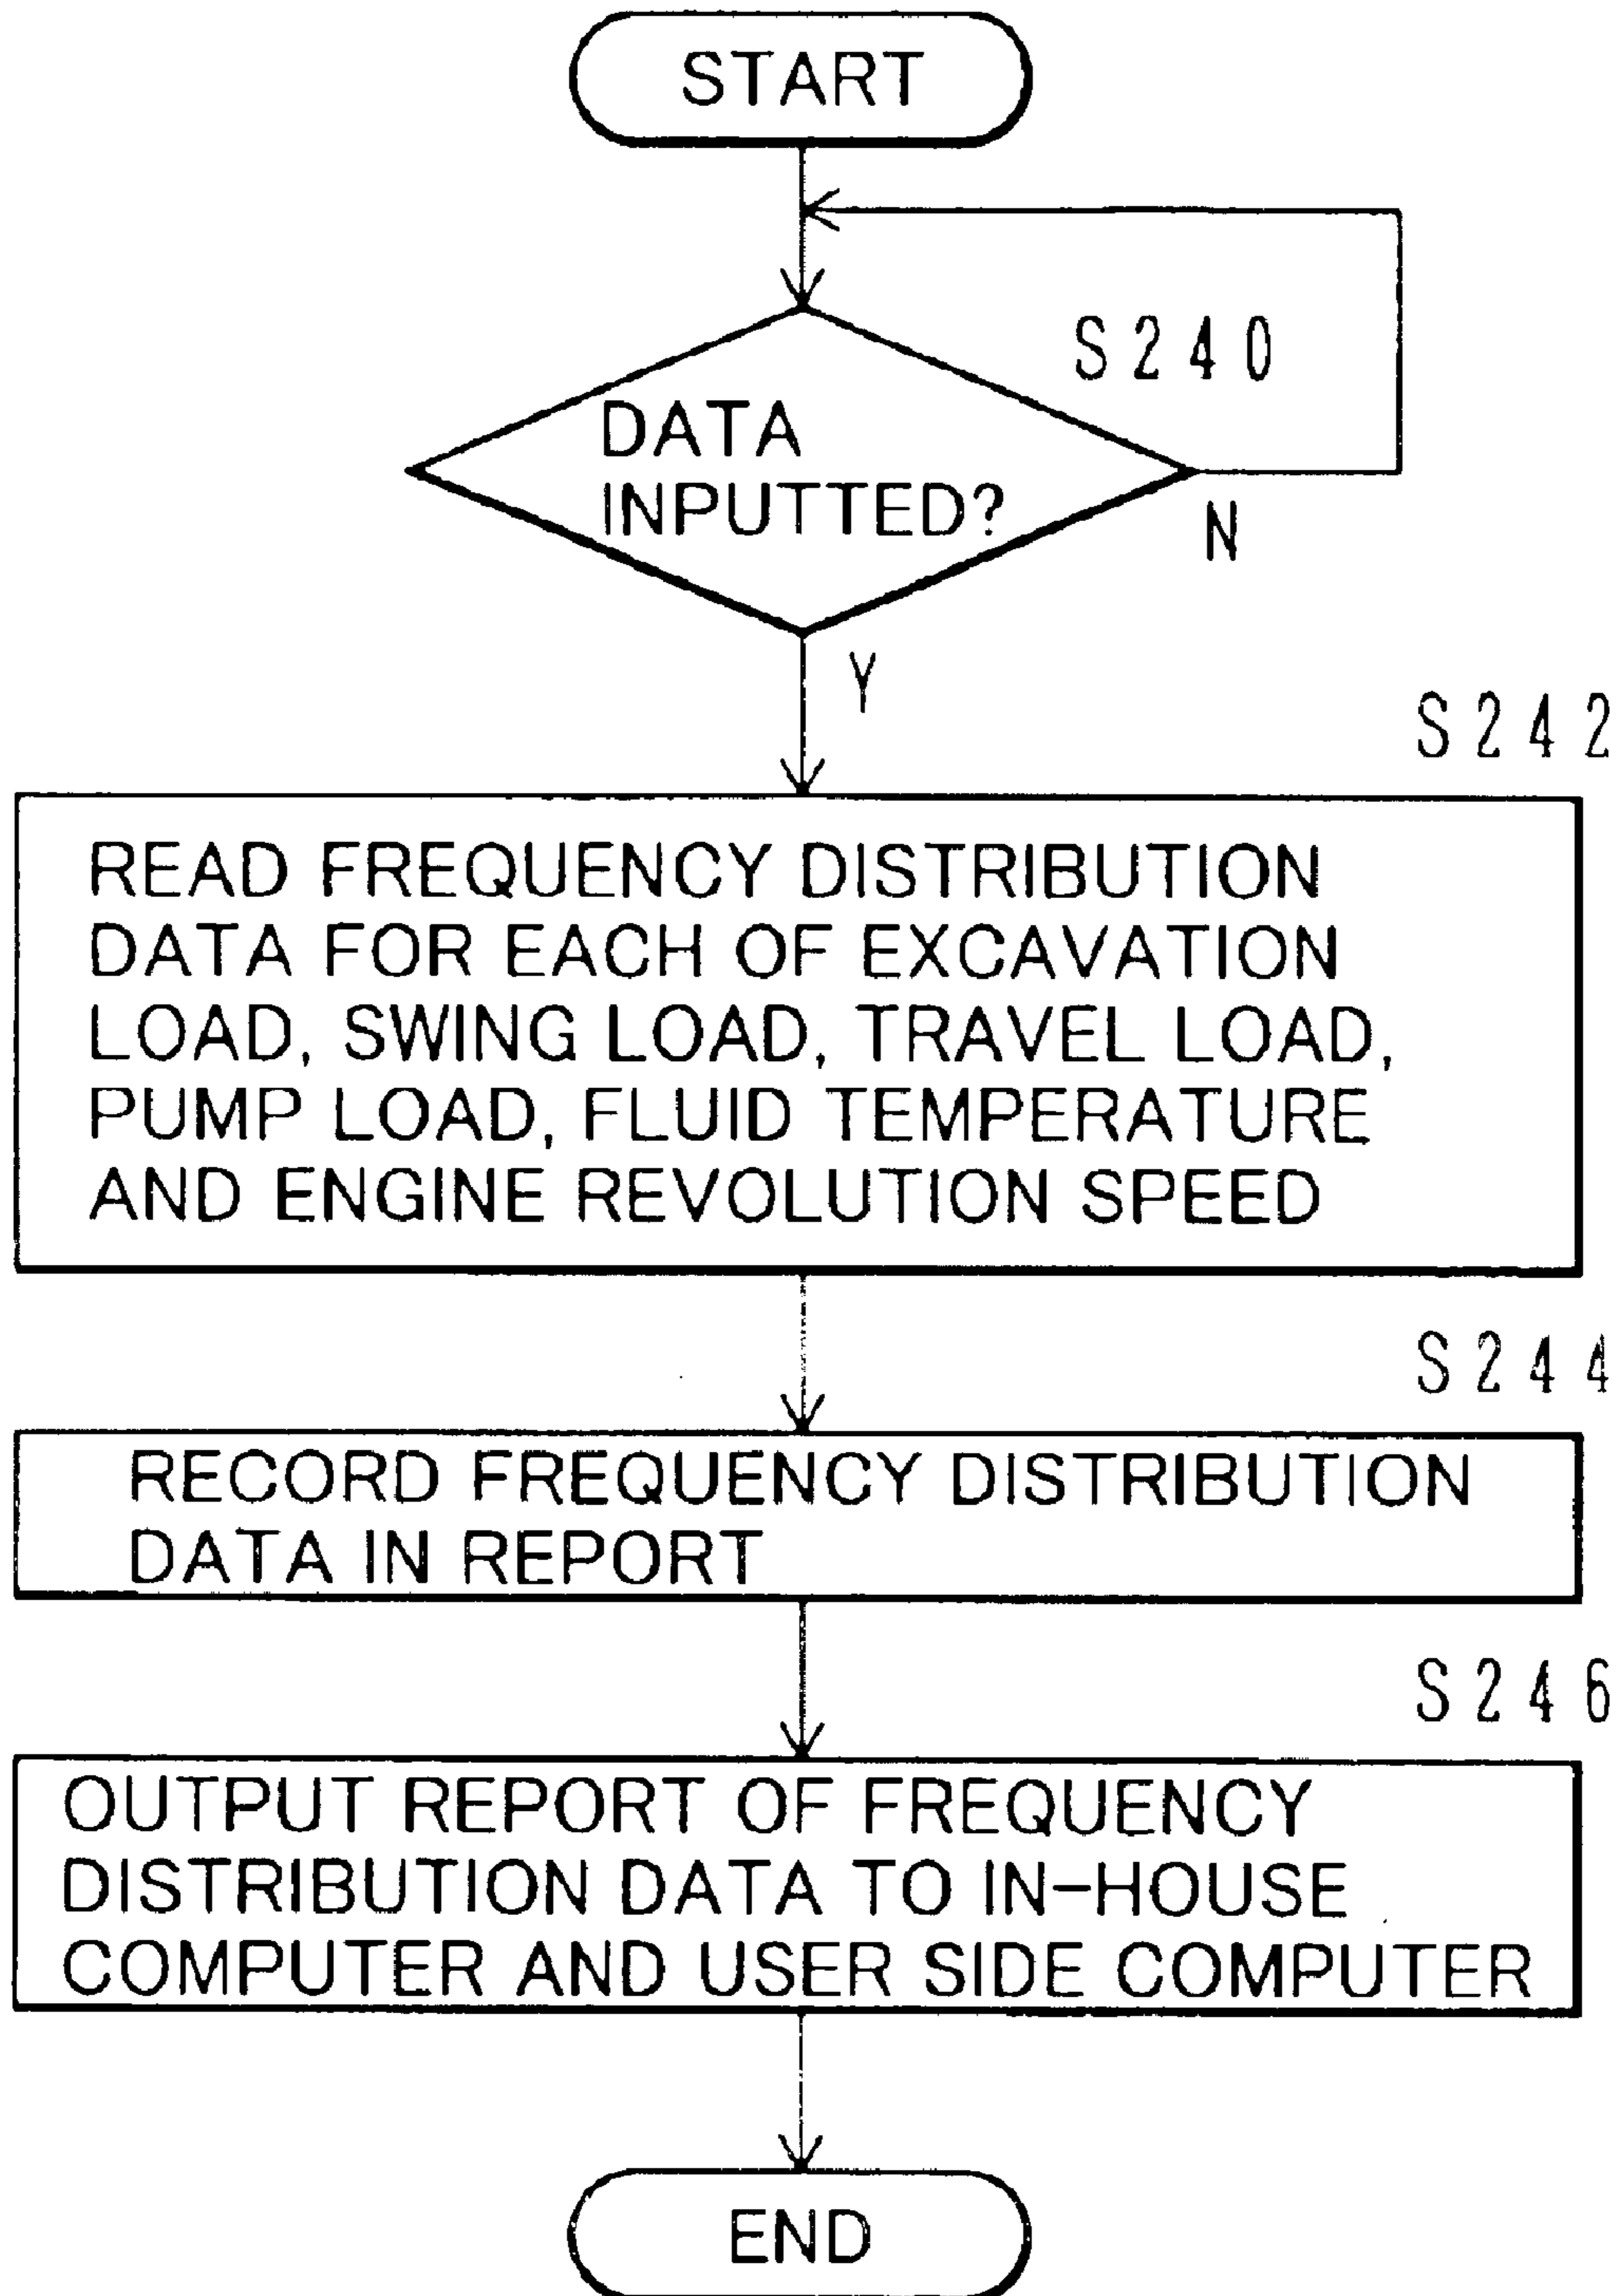 START
S240
DATA
INPUTTED?
N
Y
S242
READ FREQUENCY DISTRIBUTION
DATA FOR EACH OF EXCAVATION
LOAD, SWING LOAD, TRAVEL LOAD,
PUMP LOAD, FLUID TEMPERATURE
AND ENGINE REVOLUTION SPEED
S244
RECORD FREQUENCY DISTRIBUTION
DATA IN REPORT
S246
OUTPUT REPORT OF FREQUENCY
DISTRIBUTION DATA TO IN-HOUSE
COMPUTER AND USER SIDE COMPUTER
END